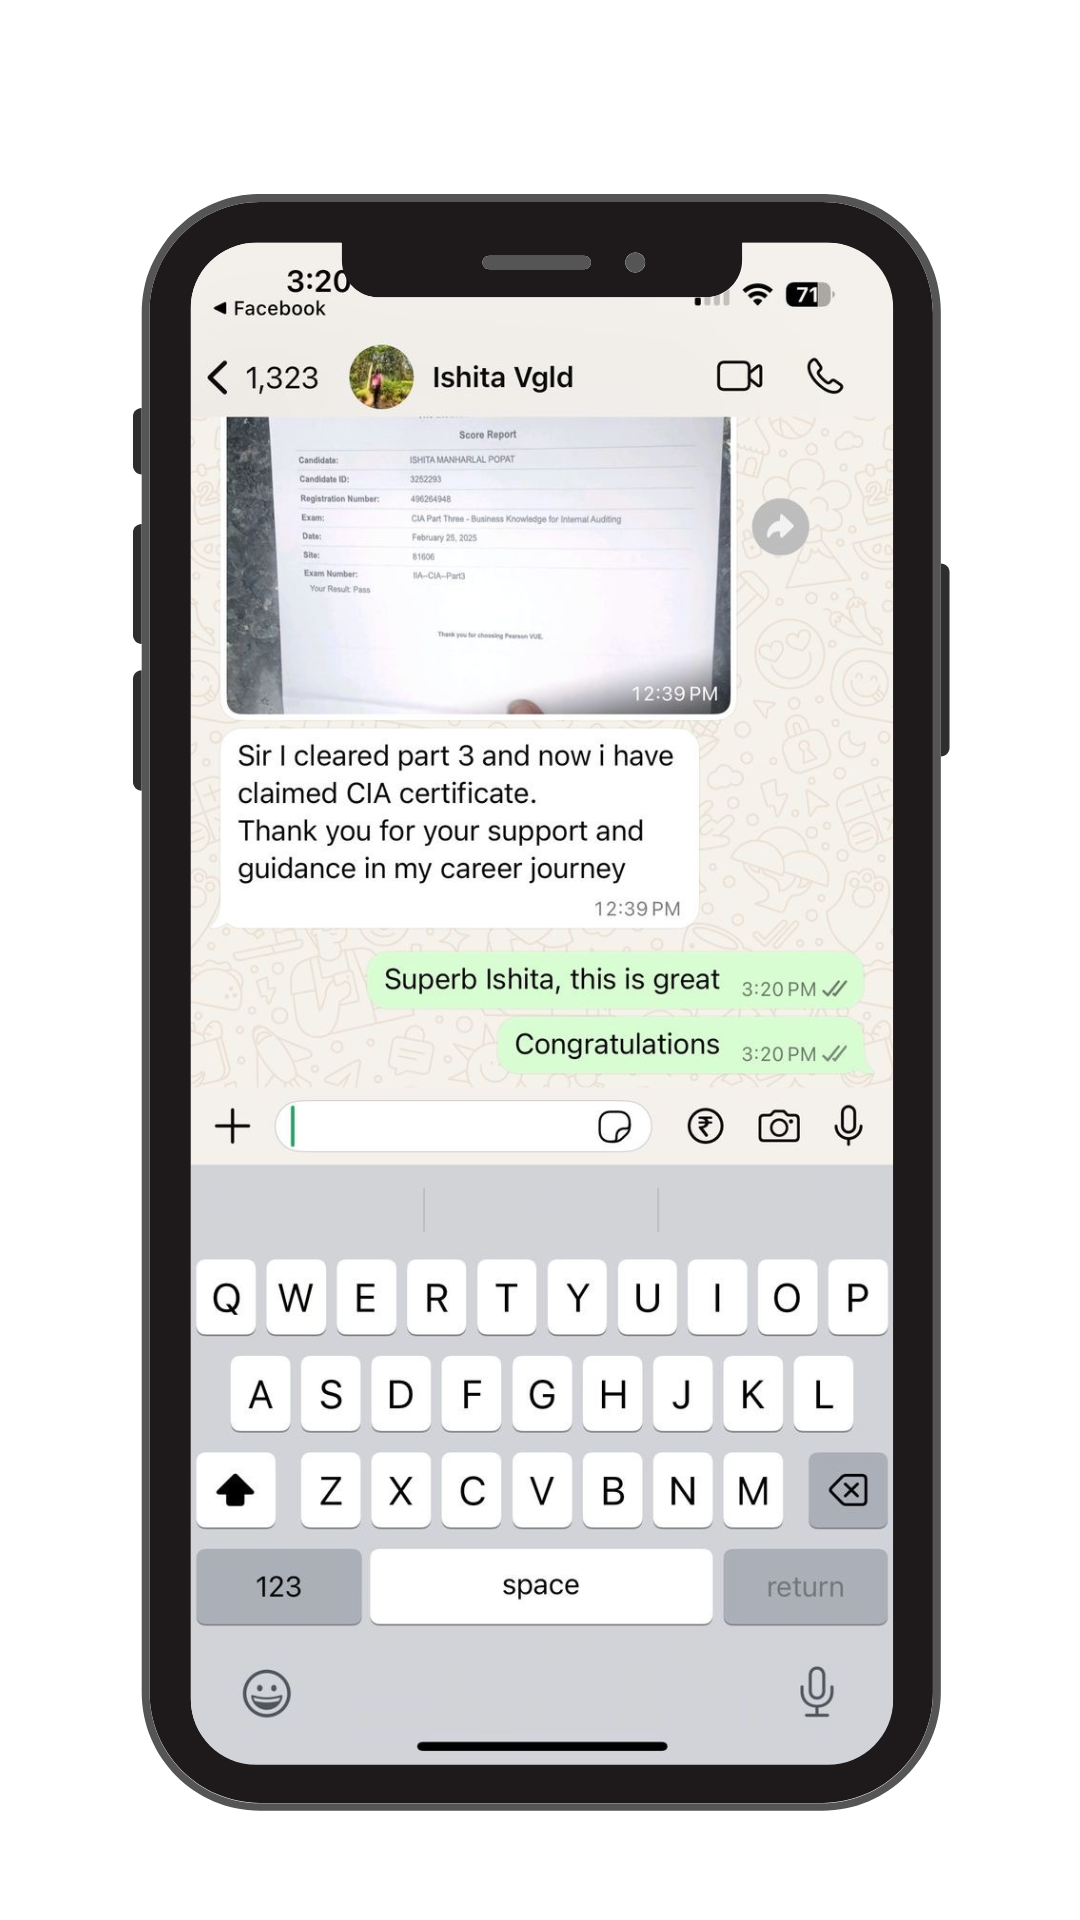 3:20
71
◀ Facebook
1,323
Ishita Vgld
Score Report
Candidate: ISHITA MANHARLAL POPAT
Candidate ID: 3252293
Registration Number: 496264948
Exam: CIA Part Three - Business Knowledge for Internal Auditing
Date: February 25, 2025
Site: 81606
Exam Number: IIA--CIA--Part3
Your Result: Pass
Thank you for choosing Pearson VUE.
12:39 PM
Sir I cleared part 3 and now i have
claimed CIA certificate.
Thank you for your support and
guidance in my career journey
12:39 PM
Superb Ishita, this is great 3:20 PM
Congratulations 3:20 PM
₹
Q W E R T Y U I O P
A S D F G H J K L
Z X C V B N M
123 space return